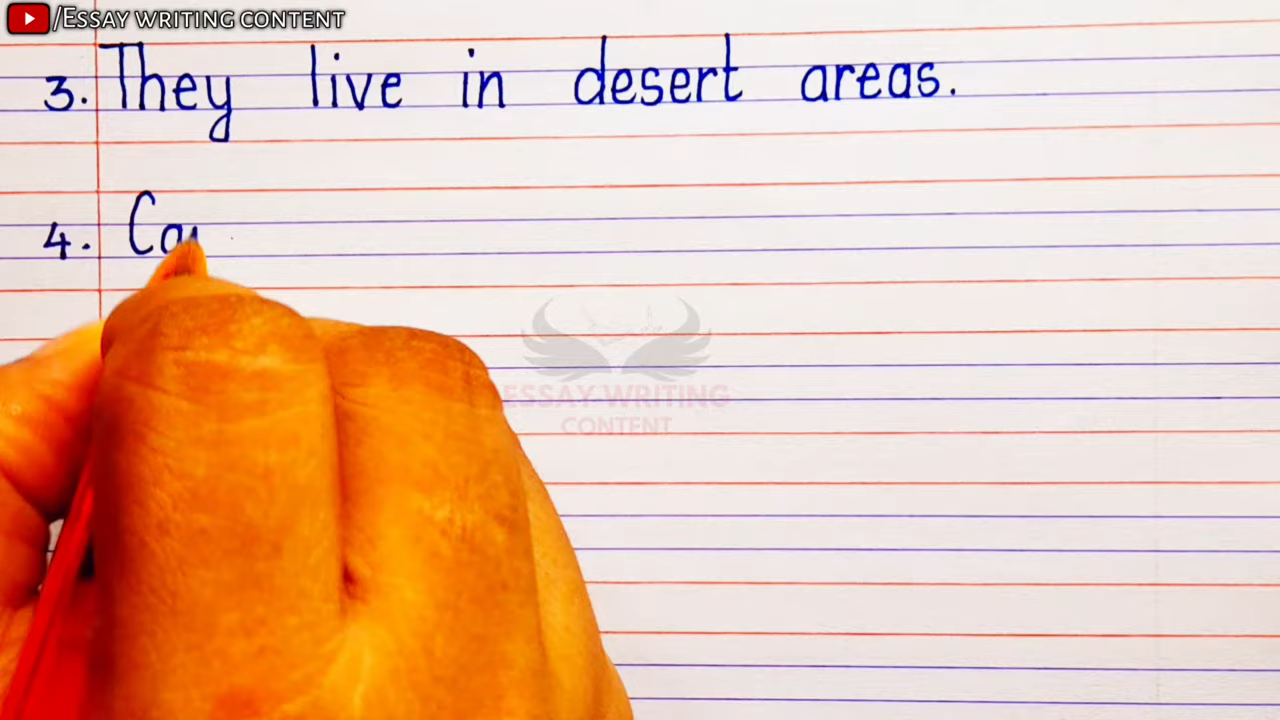 /Essay writing content
3. They live in desert areas.
4. Ca
ESSAY WRITING
CONTENT